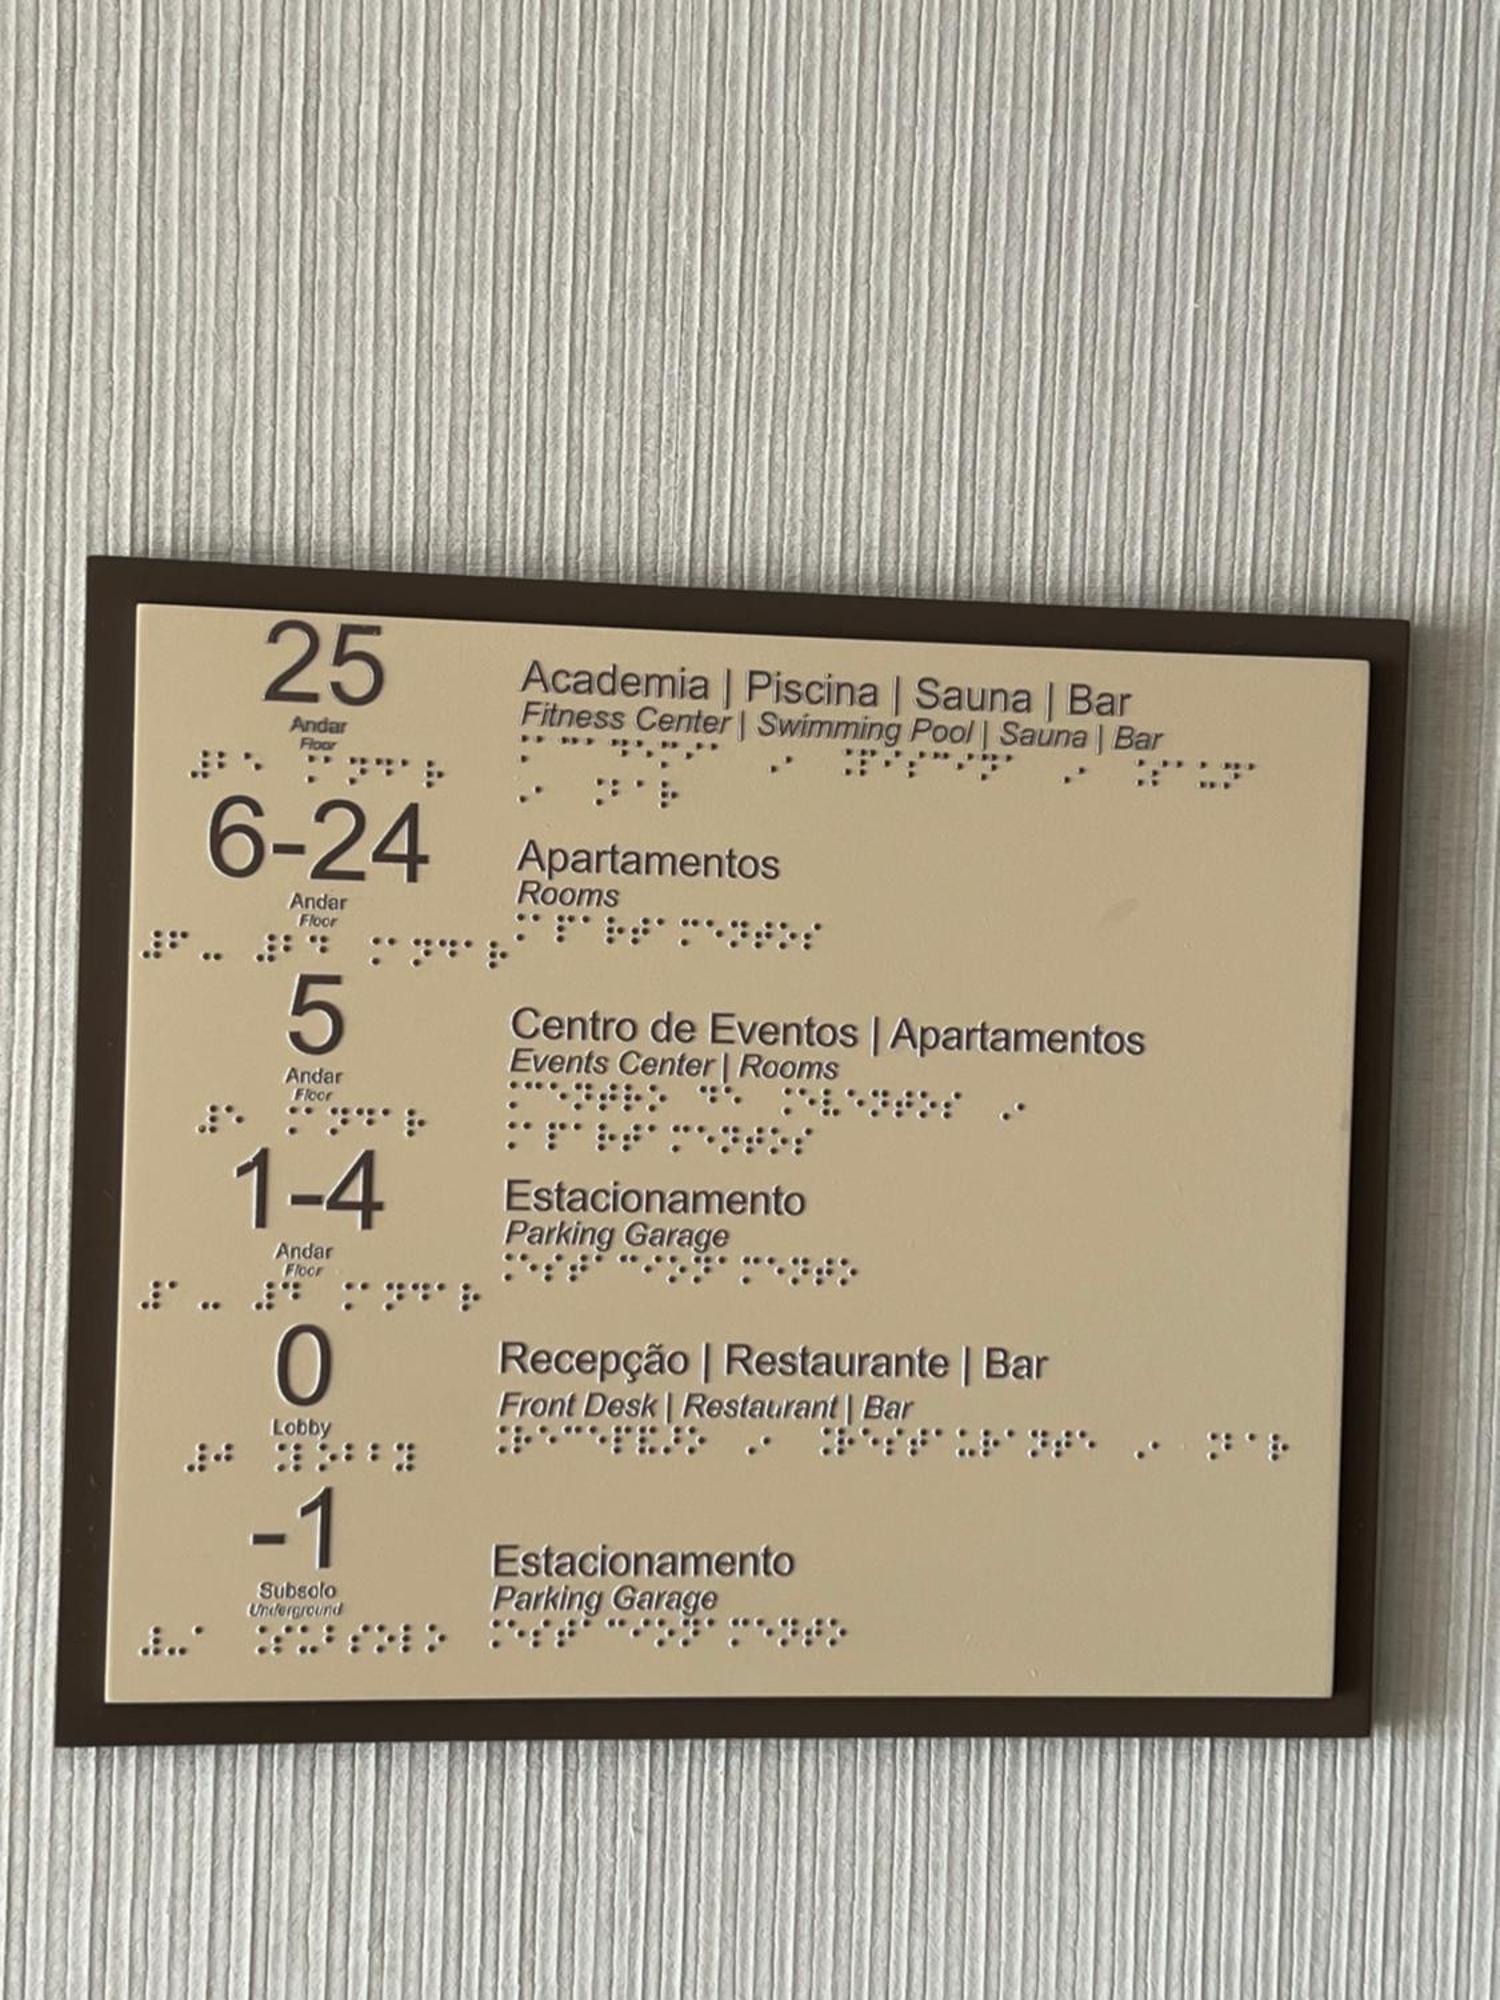 25
Andar
Floor
Academia | Piscina | Sauna | Bar
Fitness Center | Swimming Pool | Sauna | Bar
6-24
Andar
Floor
Apartamentos
Rooms
5
Andar
Floor
Centro de Eventos | Apartamentos
Events Center | Rooms
1-4
Andar
Floor
Estacionamento
Parking Garage
0
Lobby
Recepção | Restaurante | Bar
Front Desk | Restaurant | Bar
-1
Subsolo
Underground
Estacionamento
Parking Garage